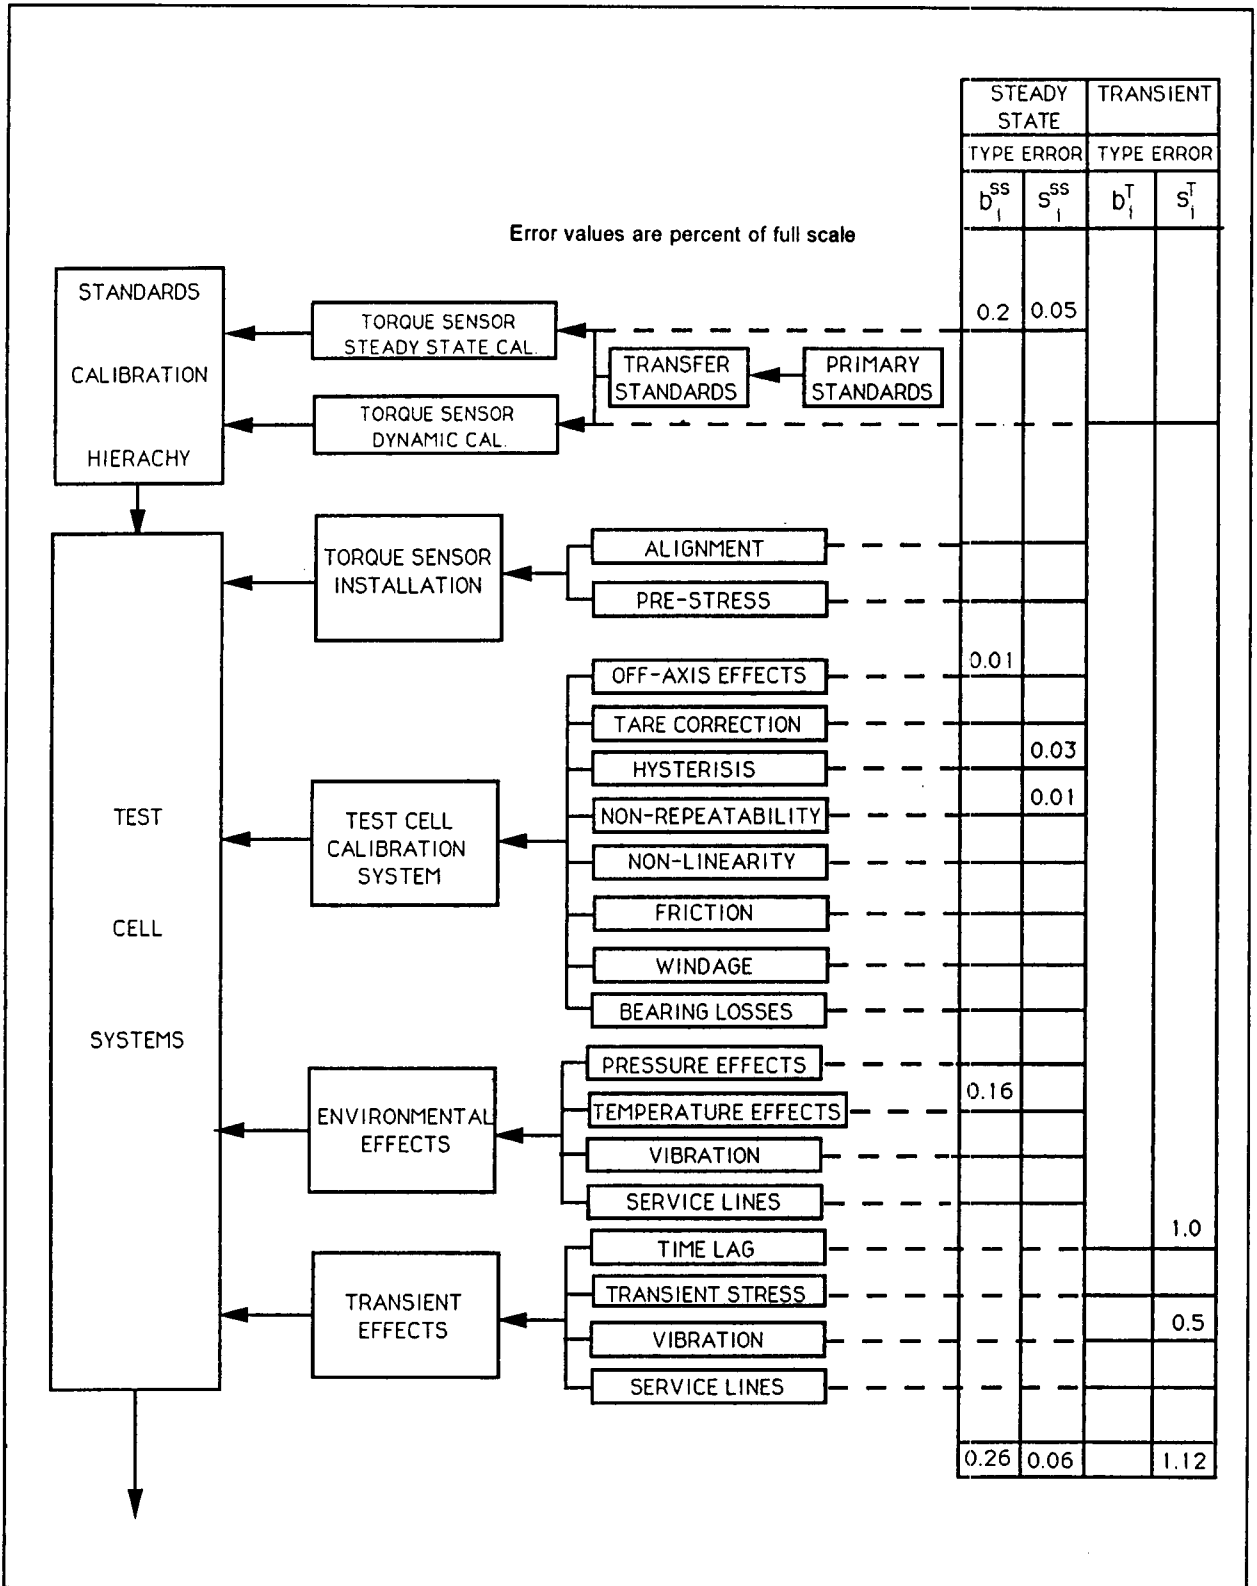 STEADY STATE
TRANSIENT
TYPE ERROR
TYPE ERROR
b_i^SS
s_i^SS
b_i^T
s_i^T
Error values are percent of full scale
STANDARDS
CALIBRATION
HIERACHY
TORQUE SENSOR
STEADY STATE CAL.
0.2
0.05
TRANSFER
STANDARDS
PRIMARY
STANDARDS
TORQUE SENSOR
DYNAMIC CAL.
TEST
CELL
SYSTEMS
TORQUE SENSOR
INSTALLATION
ALIGNMENT
PRE-STRESS
TEST CELL
CALIBRATION
SYSTEM
OFF-AXIS EFFECTS
0.01
TARE CORRECTION
HYSTERISIS
0.03
NON-REPEATABILITY
0.01
NON-LINEARITY
FRICTION
WINDAGE
BEARING LOSSES
ENVIRONMENTAL
EFFECTS
PRESSURE EFFECTS
TEMPERATURE EFFECTS
0.16
VIBRATION
SERVICE LINES
TRANSIENT
EFFECTS
TIME LAG
1.0
TRANSIENT STRESS
VIBRATION
0.5
SERVICE LINES
0.26
0.06
1.12